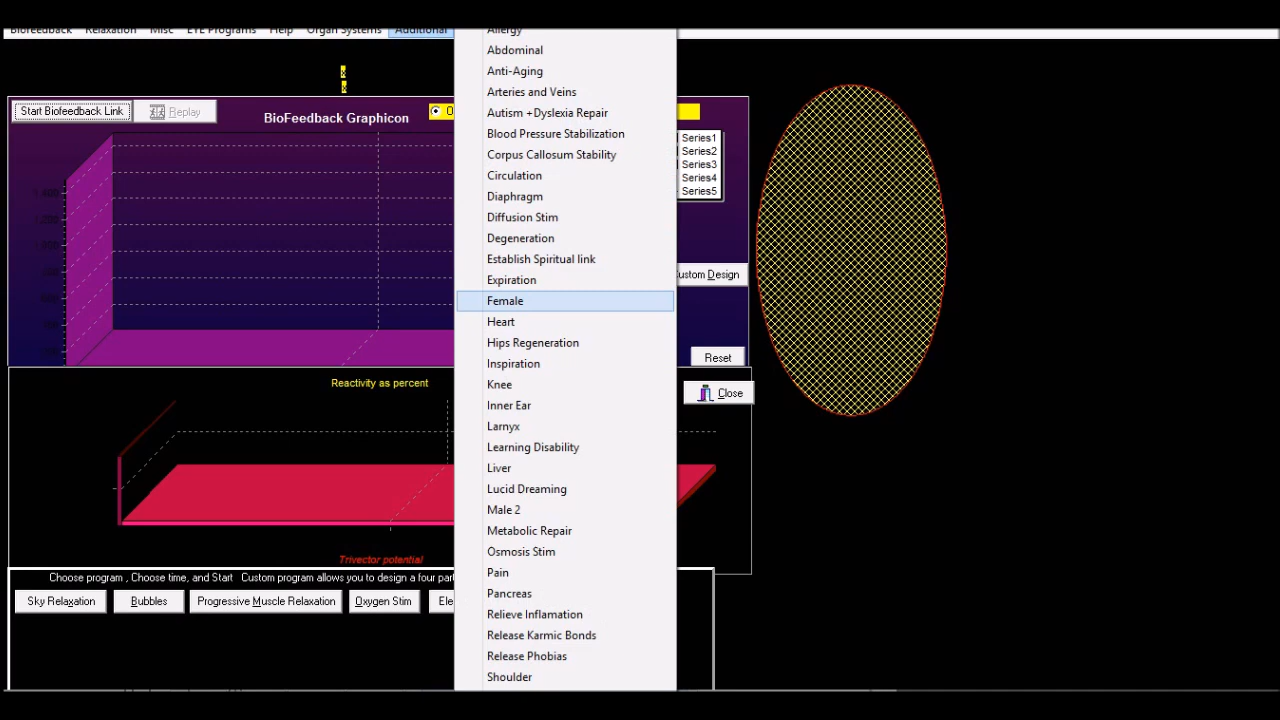 Biofeedback Relaxation Misc EYE Programs Help Organ Systems Additional
x
x
Start Biofeedback Link
Replay
BioFeedback Graphicon
Series1
Series2
Series3
Series4
Series5
Custom Design
Reset
Reactivity as percent
Close
Trivector potential
Choose program , Choose time, and Start Custom program allows you to design a four part
Sky Relaxation
Bubbles
Progressive Muscle Relaxation
Oxygen Stim
Allergy
Abdominal
Anti-Aging
Arteries and Veins
Autism +Dyslexia Repair
Blood Pressure Stabilization
Corpus Callosum Stability
Circulation
Diaphragm
Diffusion Stim
Degeneration
Establish Spiritual link
Expiration
Female
Heart
Hips Regeneration
Inspiration
Knee
Inner Ear
Larnyx
Learning Disability
Liver
Lucid Dreaming
Male 2
Metabolic Repair
Osmosis Stim
Pain
Pancreas
Relieve Inflamation
Release Karmic Bonds
Release Phobias
Shoulder